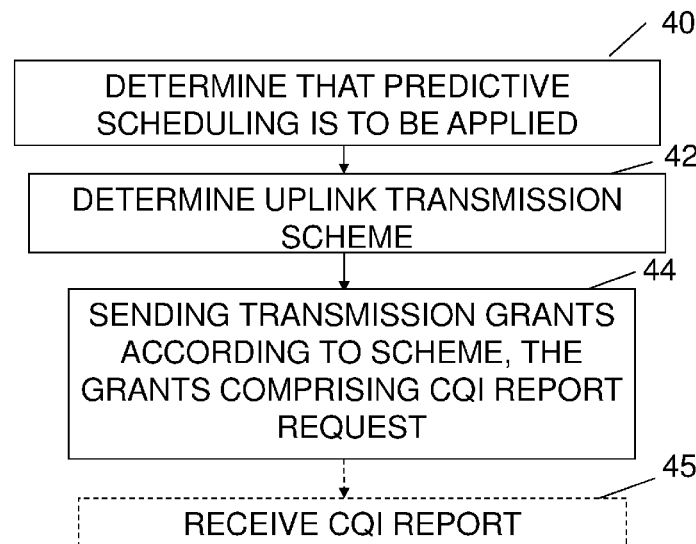 40
DETERMINE THAT PREDICTIVE
SCHEDULING IS TO BE APPLIED
42
DETERMINE UPLINK TRANSMISSION
SCHEME
44
SENDING TRANSMISSION GRANTS
ACCORDING TO SCHEME, THE
GRANTS COMPRISING CQI REPORT
REQUEST
45
RECEIVE CQI REPORT